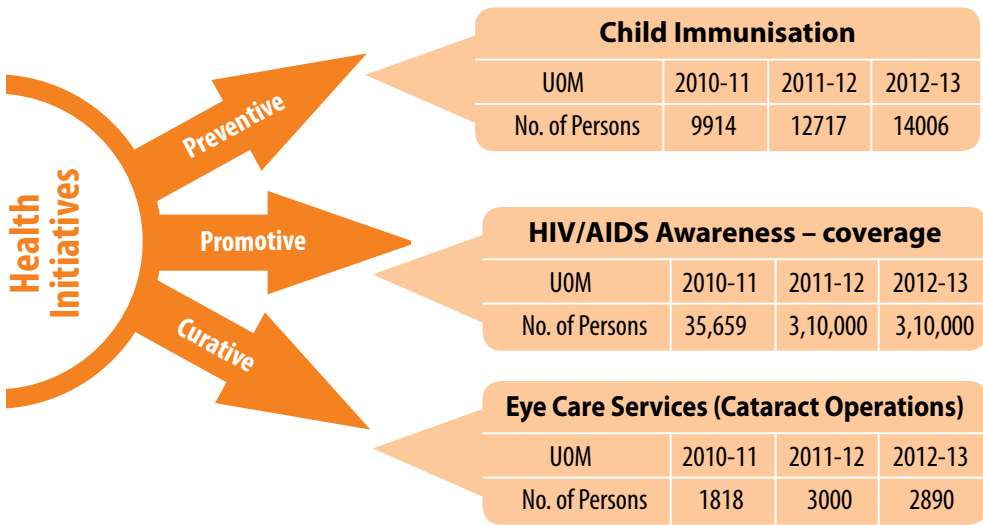 Health
Initiatives
Preventive
Child Immunisation
U0M 2010-11 2011-12 2012-13
No. of Persons 9914 12717 14006
Promotive
HIV/AIDS Awareness – coverage
U0M 2010-11 2011-12 2012-13
No. of Persons 35,659 3,10,000 3,10,000
Curative
Eye Care Services (Cataract Operations)
U0M 2010-11 2011-12 2012-13
No. of Persons 1818 3000 2890